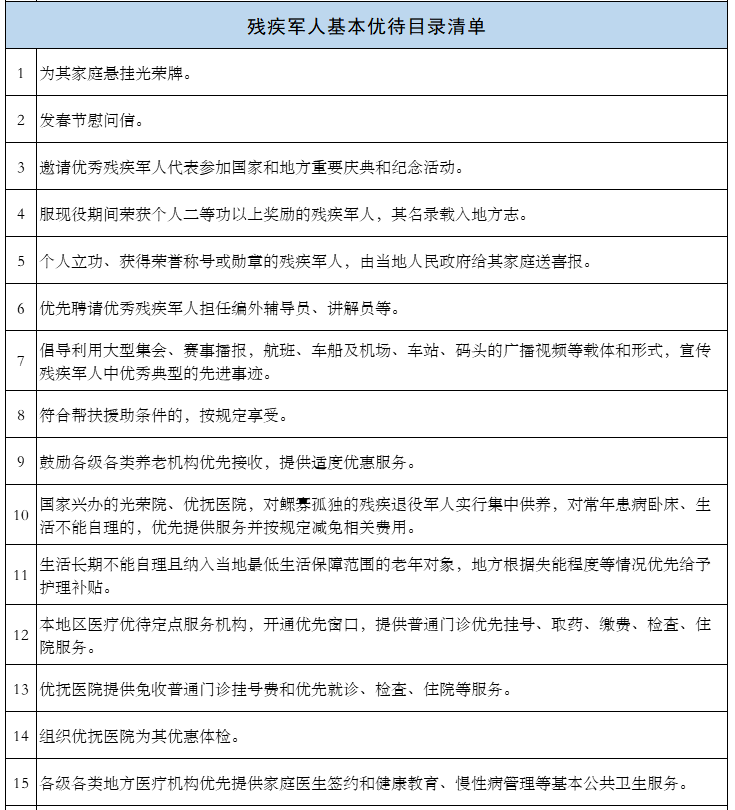 残疾军人基本优待目录清单
1 为其家庭悬挂光荣牌。
2 发春节慰问信。
3 邀请优秀残疾军人代表参加国家和地方重要庆典和纪念活动。
4 服现役期间荣获个人二等功以上奖励的残疾军人，其名录载入地方志。
5 个人立功、获得荣誉称号或勋章的残疾军人，由当地人民政府给其家庭送喜报。
6 优先聘请优秀残疾军人担任编外辅导员、讲解员等。
7 倡导利用大型集会、赛事播报，航班、车船及机场、车站、码头的广播视频等载体和形式，宣传
残疾军人中优秀典型的先进事迹。
8 符合帮扶援助条件的，按规定享受。
9 鼓励各级各类养老机构优先接收，提供适度优惠服务。
10 国家兴办的光荣院、优抚医院，对鳏寡孤独的残疾退役军人实行集中供养，对常年患病卧床、生
活不能自理的，优先提供服务并按规定减免相关费用。
11 生活长期不能自理且纳入当地最低生活保障范围的老年对象，地方根据失能程度等情况优先给予
护理补贴。
12 本地区医疗优待定点服务机构，开通优先窗口，提供普通门诊优先挂号、取药、缴费、检查、住
院服务。
13 优抚医院提供免收普通门诊挂号费和优先就诊、检查、住院等服务。
14 组织优抚医院为其优惠体检。
15 各级各类地方医疗机构优先提供家庭医生签约和健康教育、慢性病管理等基本公共卫生服务。